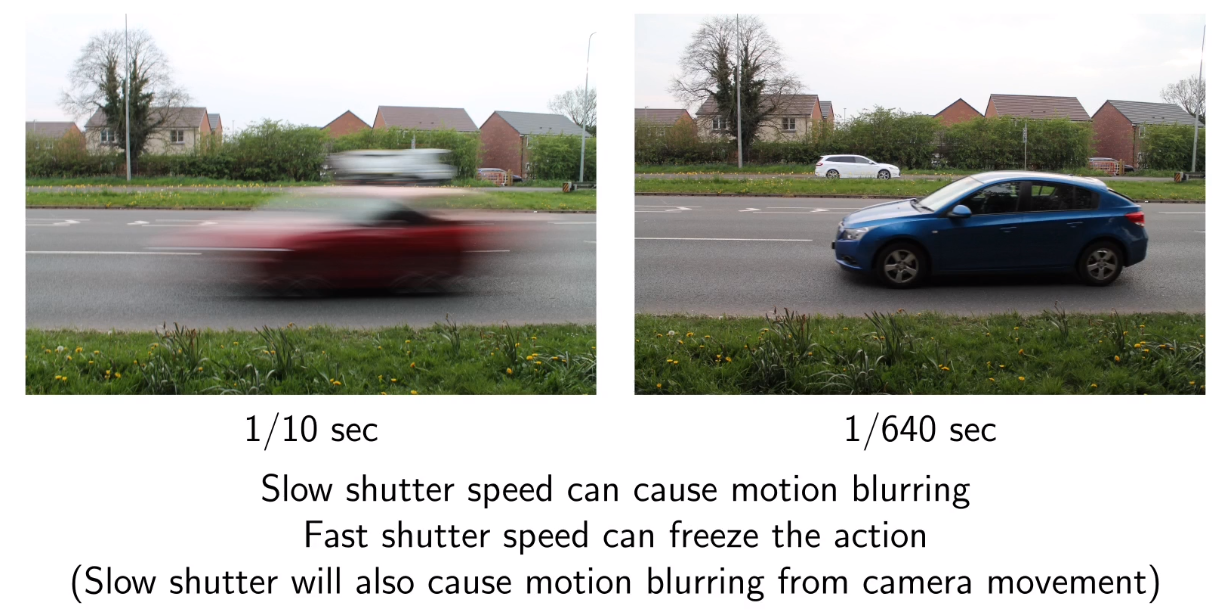 1/10 sec
1/640 sec
Slow shutter speed can cause motion blurring
Fast shutter speed can freeze the action
(Slow shutter will also cause motion blurring from camera movement)